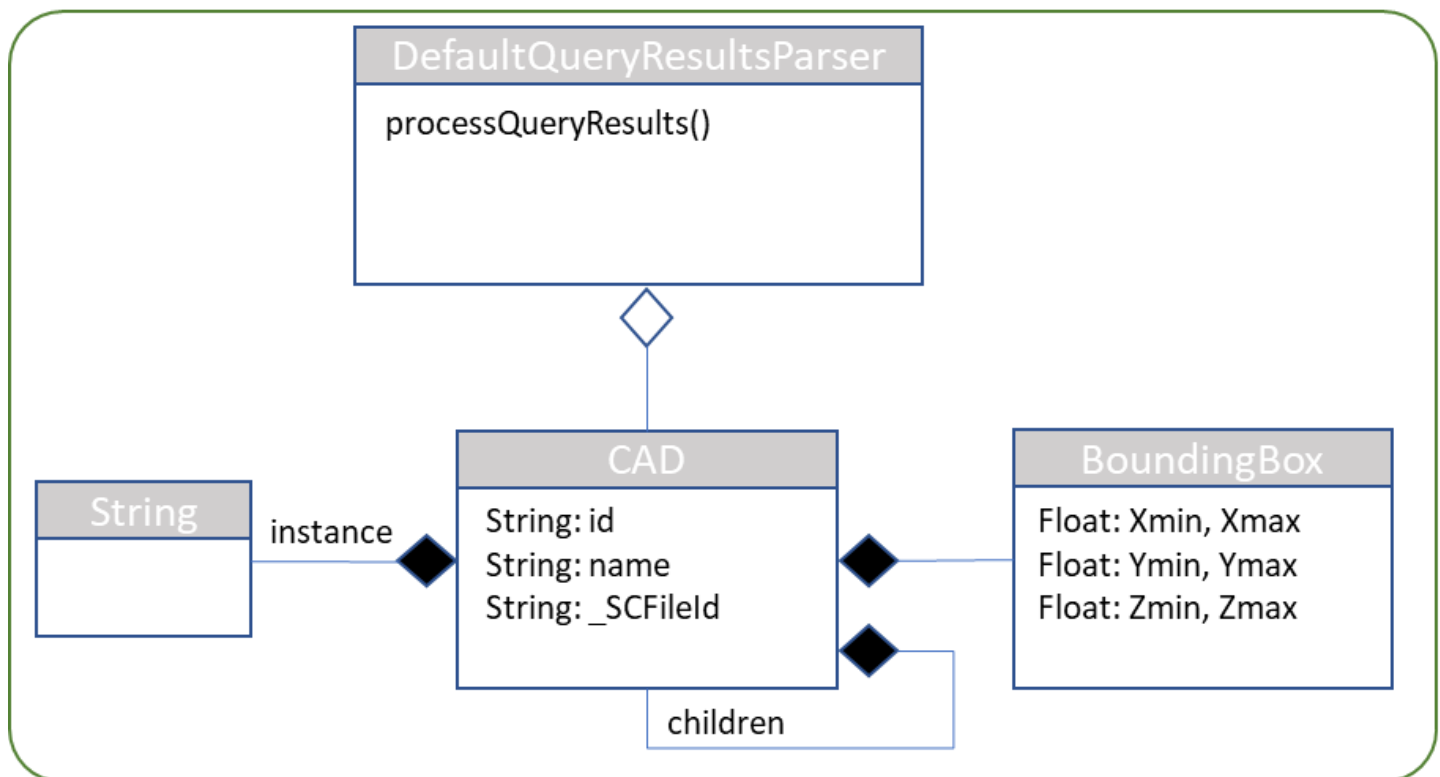 DefaultQueryResultsParser
processQueryResults()
String
instance
CAD
String: id
String: name
String: _SCFileId
BoundingBox
Float: Xmin, Xmax
Float: Ymin, Ymax
Float: Zmin, Zmax
children